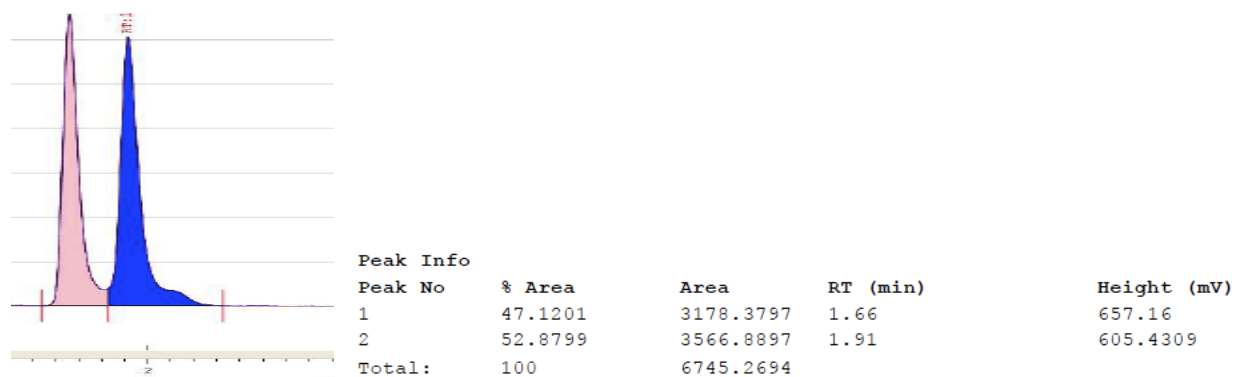 Peak Info
Peak No % Area Area RT (min) Height (mV)
1 47.1201 3178.3797 1.66 657.16
2 52.8799 3566.8897 1.91 605.4309
Total: 100 6745.2694
2